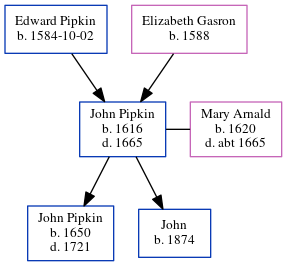 Edward Pipkin
b. 1584-10-02
Elizabeth Gasron
b. 1588
John Pipkin
b. 1616
d. 1665
Mary Arnald
b. 1620
d. abt 1665
John Pipkin
b. 1650
d. 1721
John
b. 1874